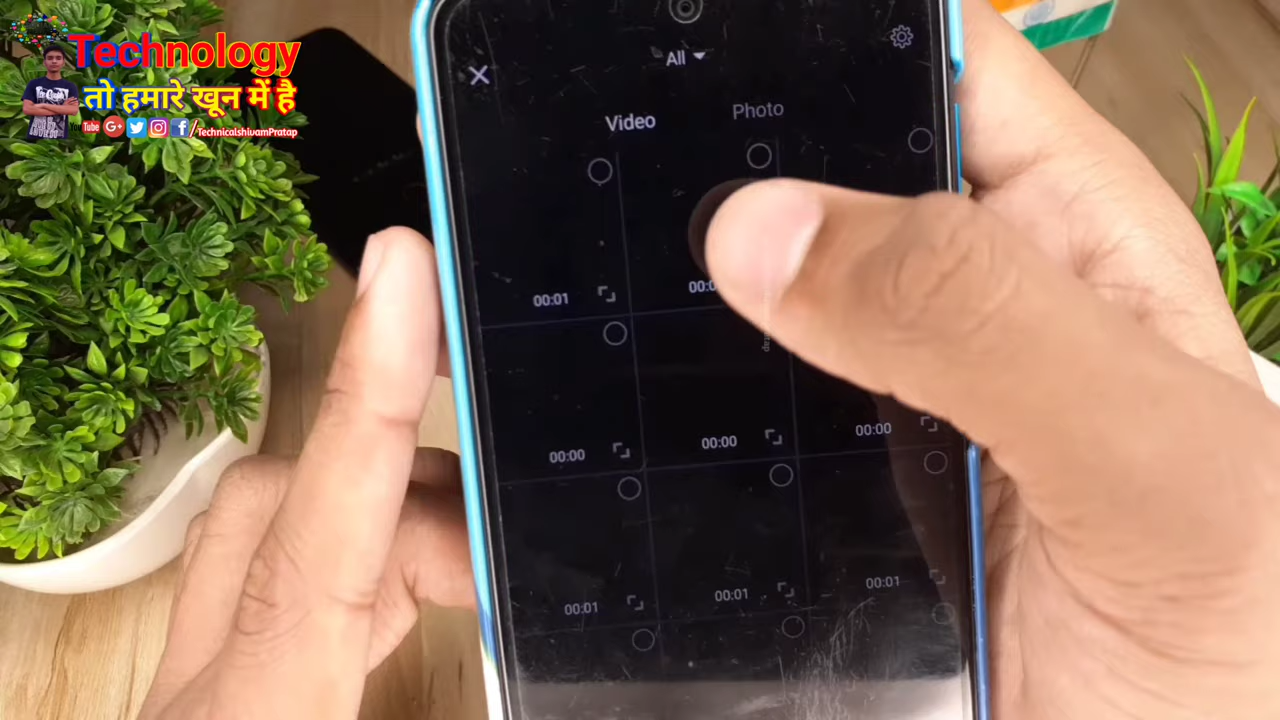 Technology
तो हमारे खून में है
YouTube G+ f /TechnicalshivamPratap
All
Video Photo
00:01
00:00 00:00 00:00
00:01 00:01 00:01